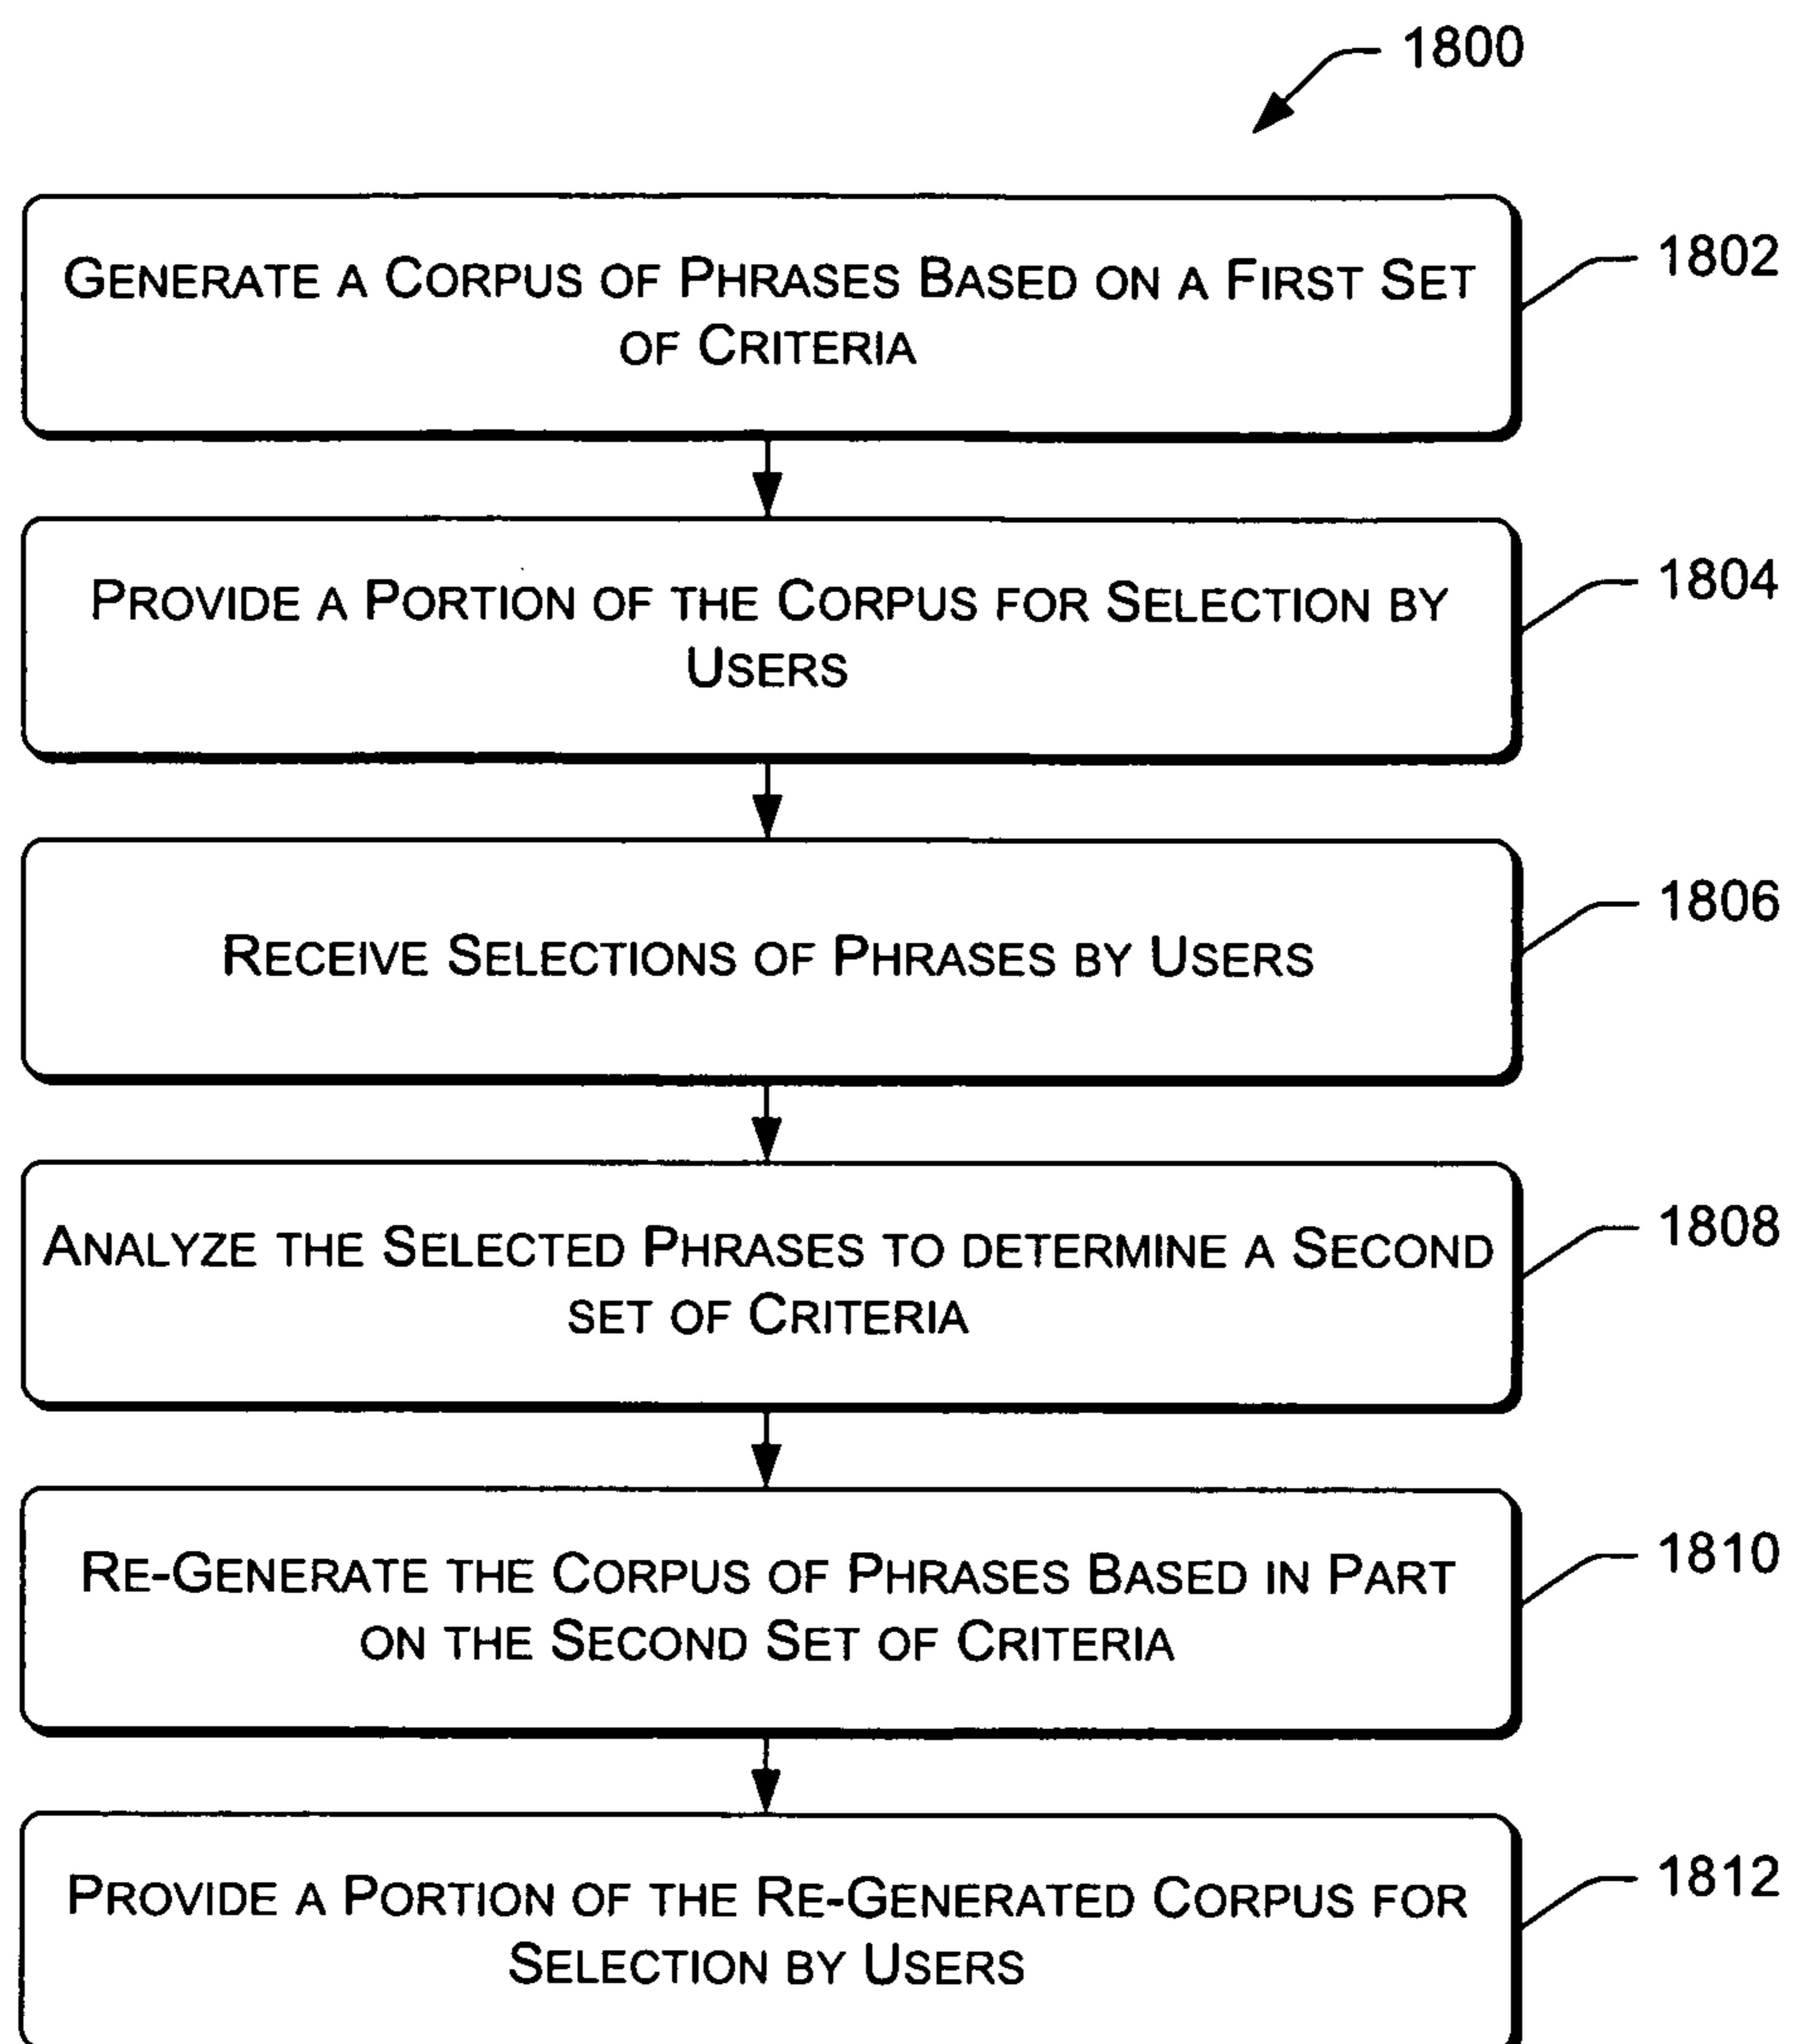 1800
GENERATE A CORPUS OF PHRASES BASED ON A FIRST SET
OF CRITERIA
1802
PROVIDE A PORTION OF THE CORPUS FOR SELECTION BY
USERS
1804
RECEIVE SELECTIONS OF PHRASES BY USERS
1806
ANALYZE THE SELECTED PHRASES TO DETERMINE A SECOND
SET OF CRITERIA
1808
RE-GENERATE THE CORPUS OF PHRASES BASED IN PART
ON THE SECOND SET OF CRITERIA
1810
PROVIDE A PORTION OF THE RE-GENERATED CORPUS FOR
SELECTION BY USERS
1812